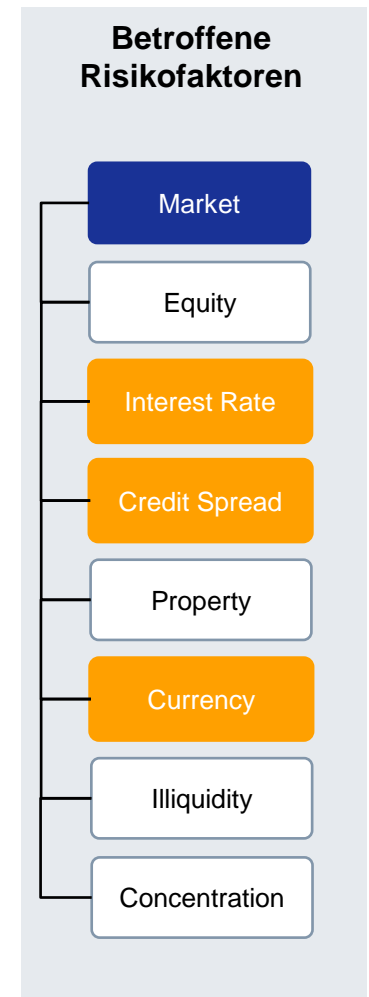 Betroffene
Risikofaktoren
Market
Equity
Interest Rate
Credit Spread
Property
Currency
Illiquidity
Concentration